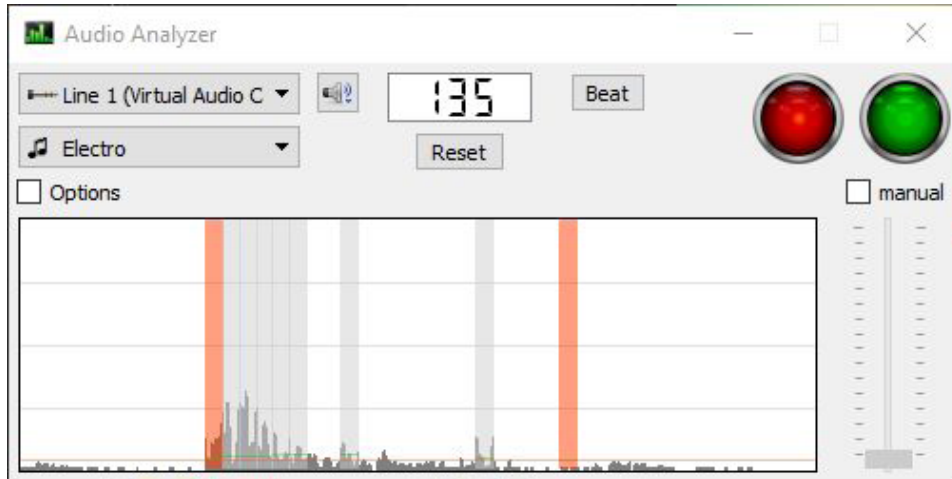 Audio Analyzer
Line 1 (Virtual Audio C
135
Beat
Electro
Reset
Options
manual